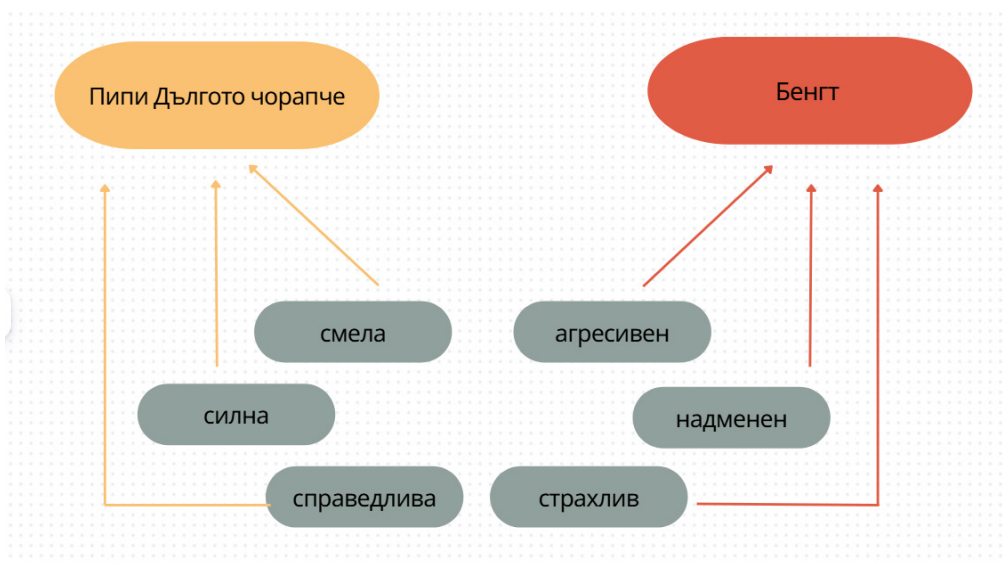 Пипи Дългото чорапче
Бенгт
смела
агресивен
силна
надменен
справедлива
страхлив